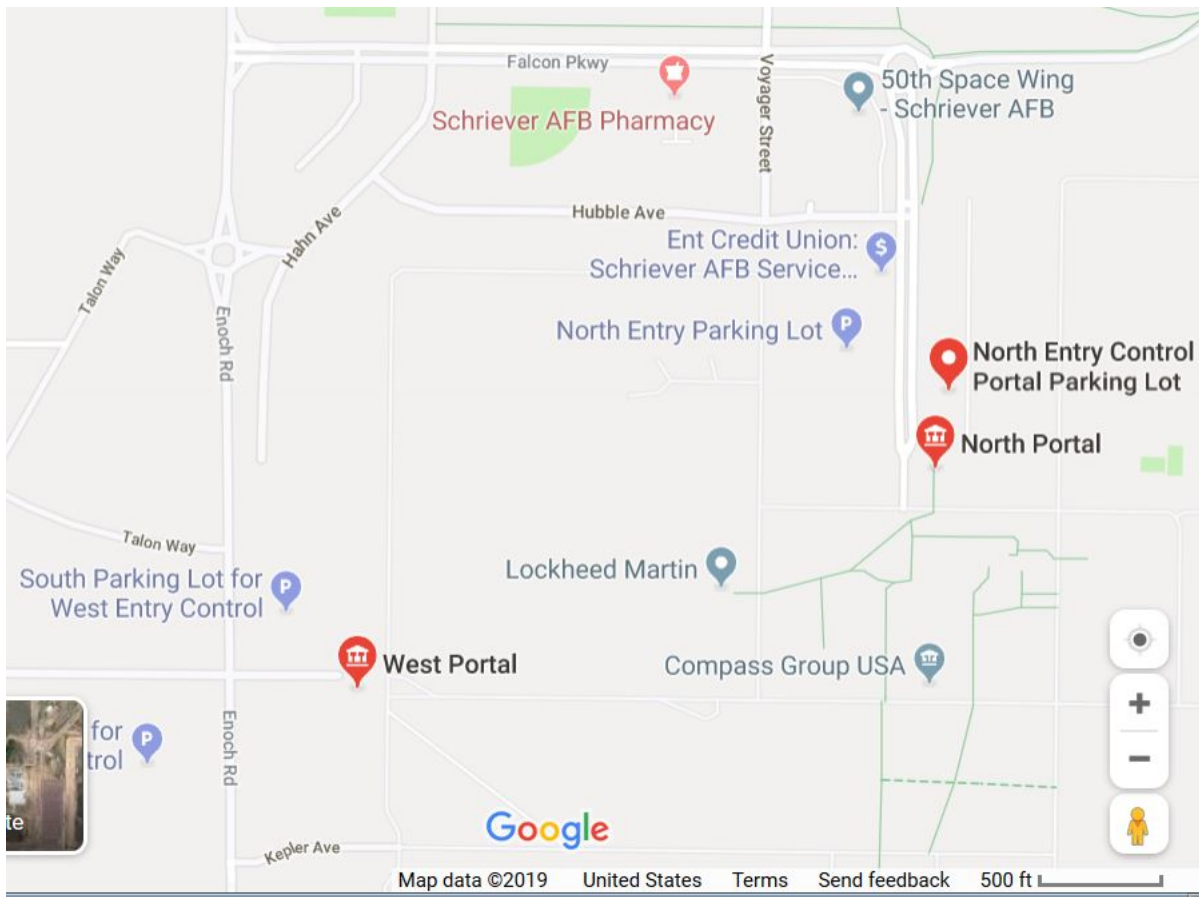 Falcon Pkwy
Voyager Street
50th Space Wing
- Schriever AFB
Schriever AFB Pharmacy
Hubble Ave
Hahn Ave
Talon Way
Ent Credit Union:
Schriever AFB Service...
Enoch Rd
North Entry Parking Lot
P
North Entry Control
Portal Parking Lot
North Portal
Talon Way
South Parking Lot for
West Entry Control
P
Lockheed Martin
West Portal
Compass Group USA
Enoch Rd
for
trol
P
te
Google
Kepler Ave
Map data ©2019 United States Terms Send feedback 500 ft